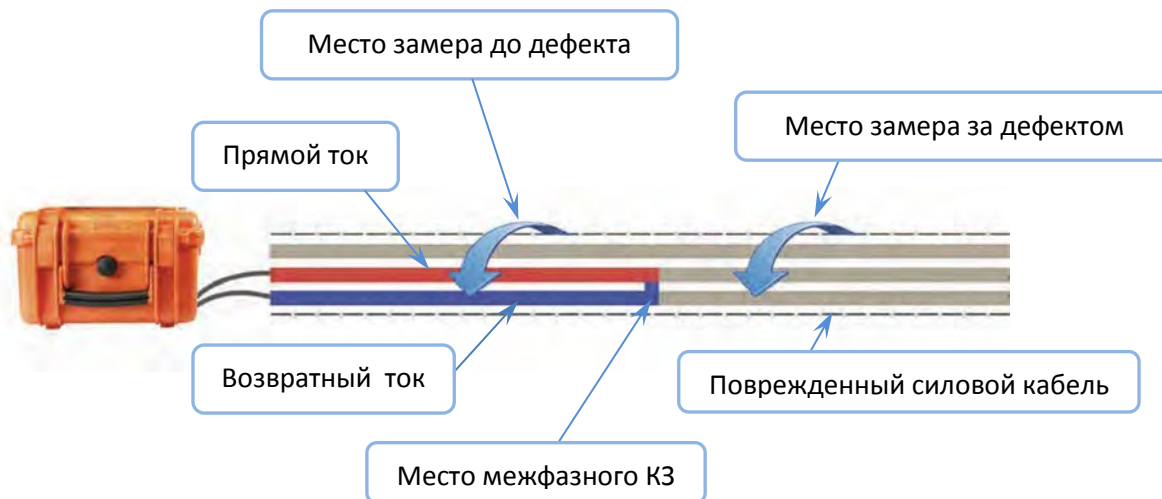 Место замера до дефекта
Место замера за дефектом
Прямой ток
Возвратный ток
Поврежденный силовой кабель
Место межфазного КЗ